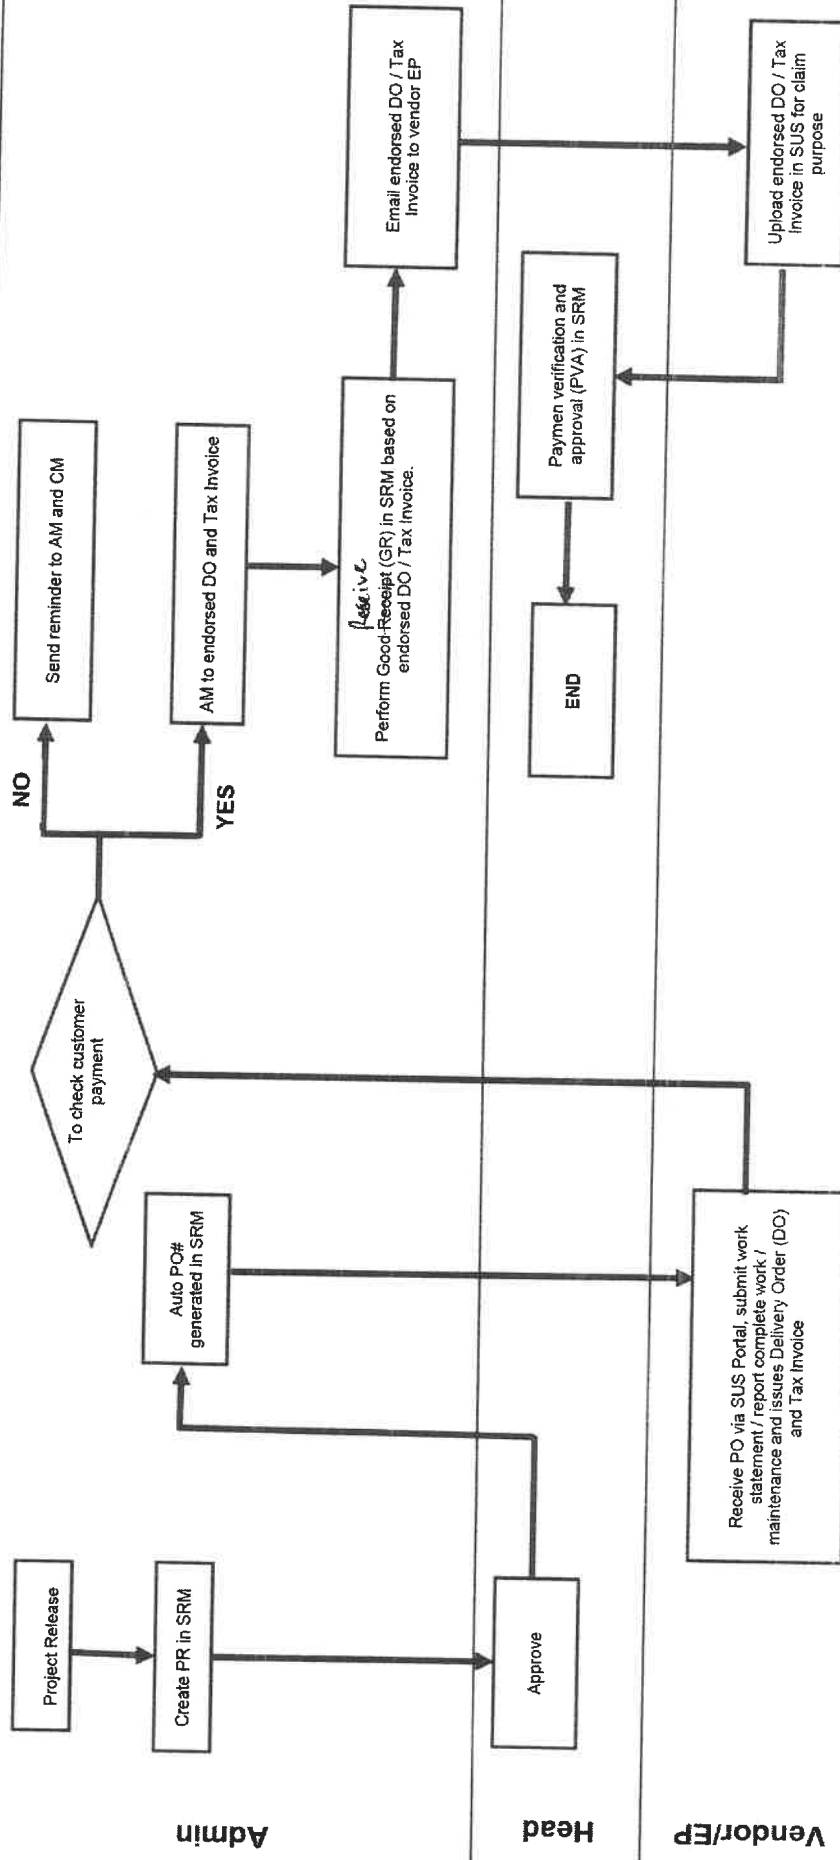 Admin
Project Release
Create PR in SRM
Auto PO#
generated in SRM
To check customer
payment
NO
YES
Send reminder to AM and CM
AM to endorsed DO and Tax Invoice
Receive
Perform Good Receipt (GR) in SRM based on
endorsed DO / Tax Invoice.
Email endorsed DO / Tax
Invoice to vendor EP
Head
Approve
END
Paymen verification and
approval (PVA) in SRM
Vendor/EP
Receive PO via SUS Portal, submit work
statement / report complete work /
maintenance and issues Delivery Order (DO)
and Tax Invoice
Upload endorsed DO / Tax
Invoice in SUS for claim
purpose